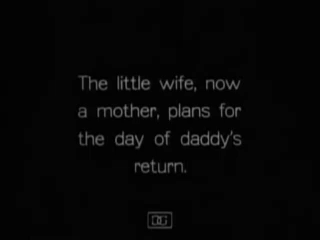 The little wife, now
a mother, plans for
the day of daddy's
return.